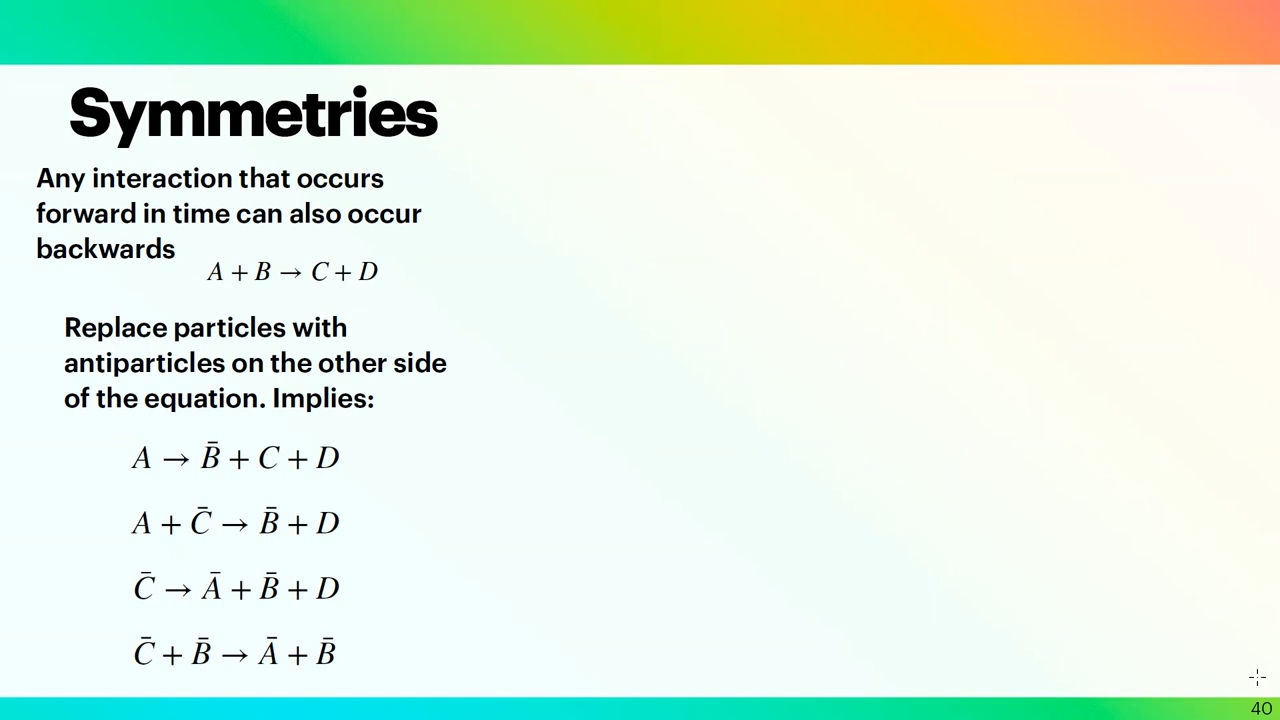 Symmetries
Any interaction that occurs
forward in time can also occur
backwards
A + B → C + D
Replace particles with
antiparticles on the other side
of the equation. Implies:
A → B̄ + C + D
A + C̄ → B̄ + D
C̄ → Ā + B̄ + D
C̄ + B̄ → Ā + B̄
40